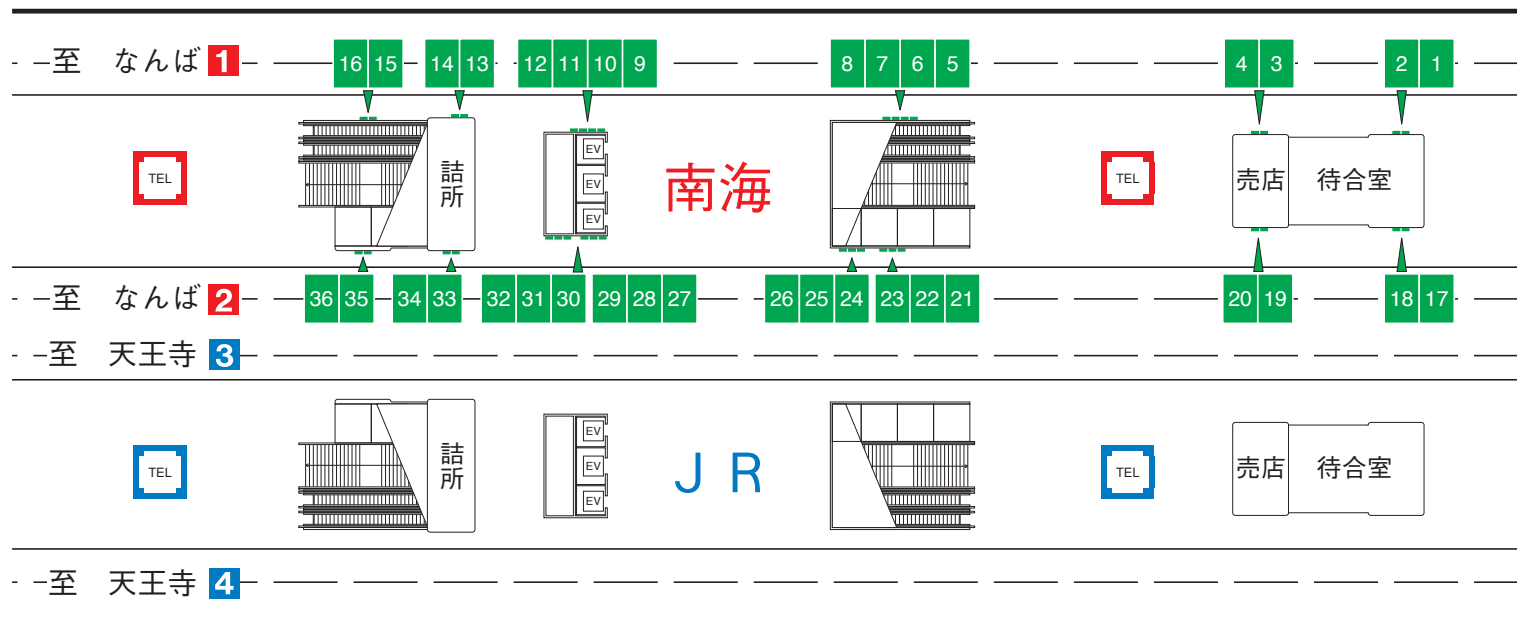 至 なんば 1 16 15 14 13 12 11 10 9 8 7 6 5 4 3 2 1
TEL 詰所 EV EV EV 南海 TEL 売店 待合室
至 なんば 2 36 35 34 33 32 31 30 29 28 27 26 25 24 23 22 21 20 19 18 17
至 天王寺 3
TEL 詰所 EV EV EV JR TEL 売店 待合室
至 天王寺 4